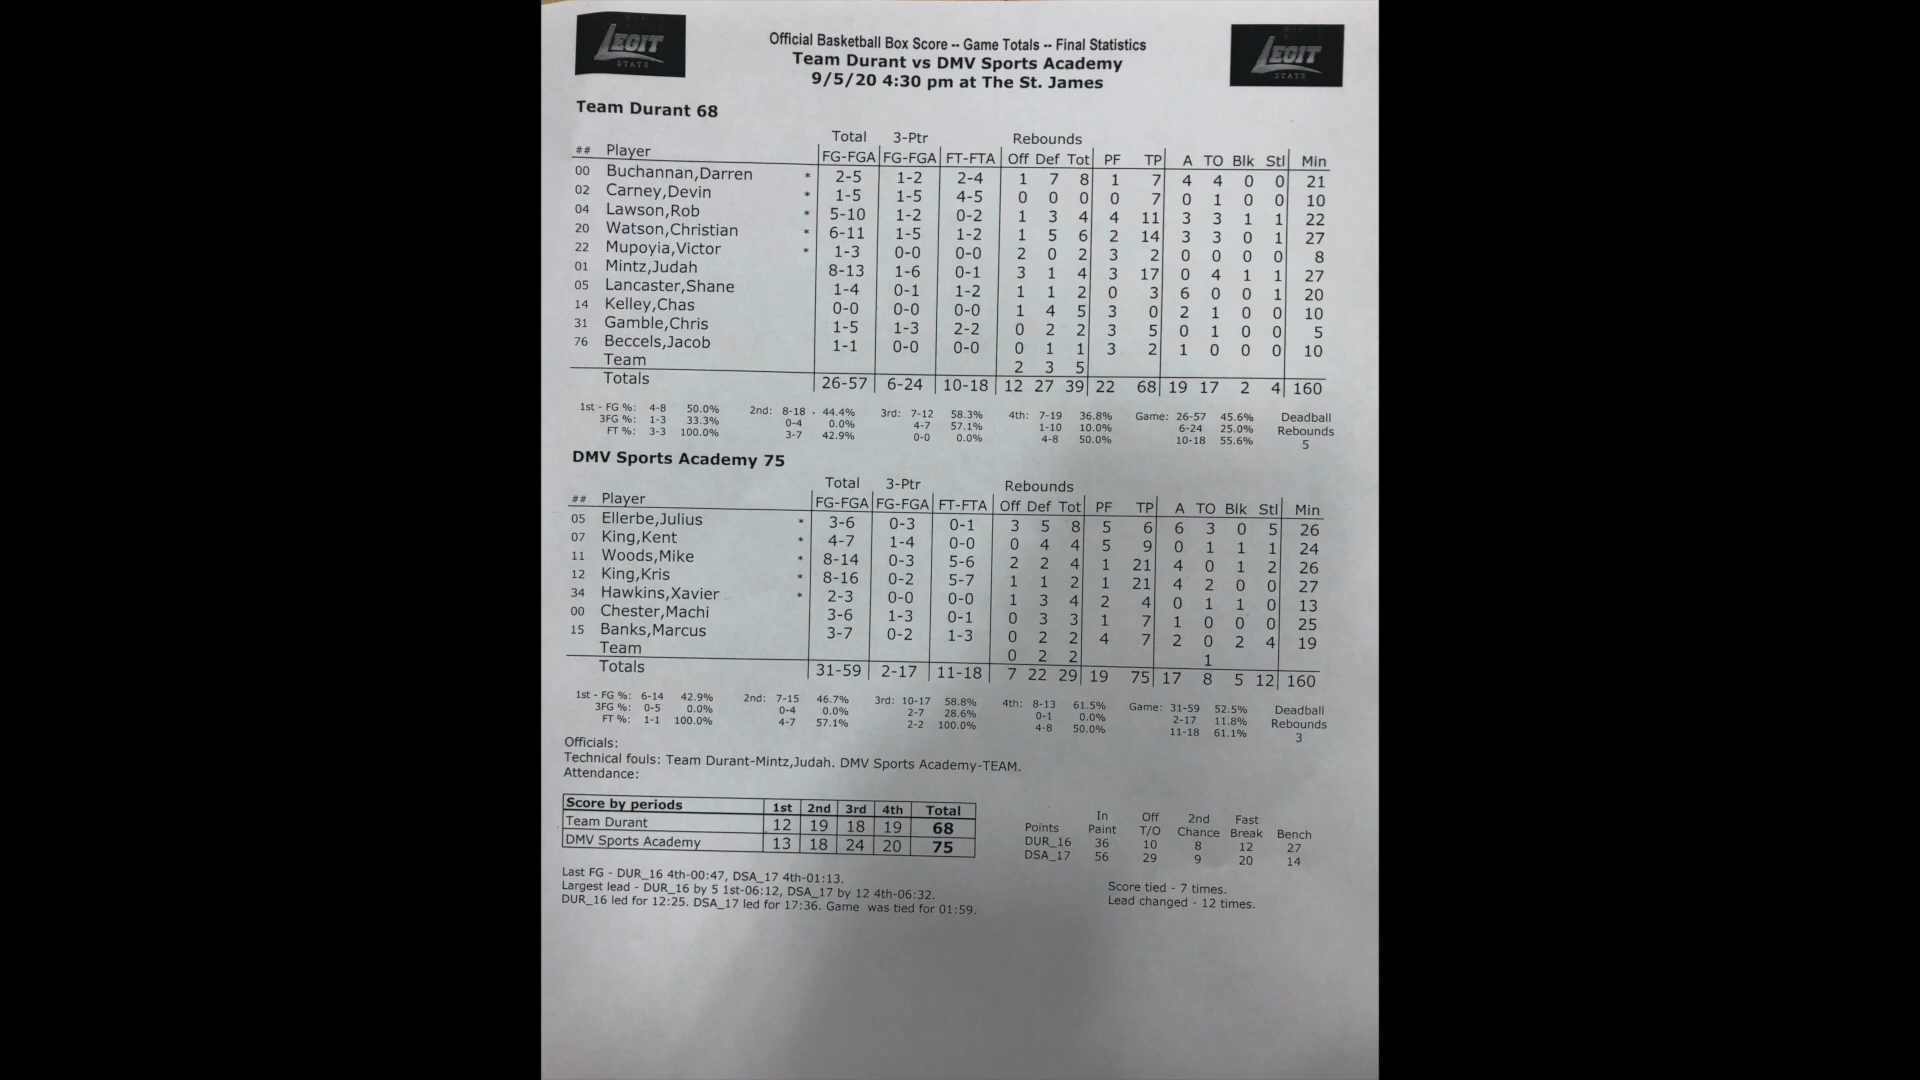 LEGIT
STATS
LEGIT
STATS
Official Basketball Box Score -- Game Totals -- Final Statistics
Team Durant vs DMV Sports Academy
9/5/20 4:30 pm at The St. James
Team Durant 68
Total 3-Ptr Rebounds
## Player FG-FGA FG-FGA FT-FTA Off Def Tot PF TP A TO Blk Stl Min
00 Buchannan,Darren * 2-5 1-2 2-4 1 7 8 1 7 4 4 0 0 21
02 Carney,Devin * 1-5 1-5 4-5 0 0 0 0 7 0 1 0 0 10
04 Lawson,Rob * 5-10 1-2 0-2 1 3 4 4 11 3 3 1 1 22
20 Watson,Christian * 6-11 1-5 1-2 1 5 6 2 14 3 3 0 1 27
22 Mupoyia,Victor * 1-3 0-0 0-0 2 0 2 3 2 0 0 0 0 8
01 Mintz,Judah 8-13 1-6 0-1 3 1 4 3 17 0 4 1 1 27
05 Lancaster,Shane 1-4 0-1 1-2 1 1 2 0 3 6 0 0 1 20
14 Kelley,Chas 0-0 0-0 0-0 1 4 5 3 0 2 1 0 0 10
31 Gamble,Chris 1-5 1-3 2-2 0 2 2 3 5 0 1 0 0 5
76 Beccels,Jacob 1-1 0-0 0-0 0 1 1 3 2 1 0 0 0 10
Team 2 3 5
Totals 26-57 6-24 10-18 12 27 39 22 68 19 17 2 4 160
1st - FG %: 4-8 50.0% 2nd: 8-18 44.4% 3rd: 7-12 58.3% 4th: 7-19 36.8% Game: 26-57 45.6% Deadball
3FG %: 1-3 33.3% 0-4 0.0% 4-7 57.1% 1-10 10.0% 6-24 25.0% Rebounds
FT %: 3-3 100.0% 3-7 42.9% 0-0 0.0% 4-8 50.0% 10-18 55.6% 5
DMV Sports Academy 75
Total 3-Ptr Rebounds
## Player FG-FGA FG-FGA FT-FTA Off Def Tot PF TP A TO Blk Stl Min
05 Ellerbe,Julius * 3-6 0-3 0-1 3 5 8 5 6 6 3 0 5 26
07 King,Kent * 4-7 1-4 0-0 0 4 4 5 9 0 1 1 1 24
11 Woods,Mike * 8-14 0-3 5-6 2 2 4 1 21 4 0 1 2 26
12 King,Kris * 8-16 0-2 5-7 1 1 2 1 21 4 2 0 0 27
34 Hawkins,Xavier * 2-3 0-0 0-0 1 3 4 2 4 0 1 1 0 13
00 Chester,Machi 3-6 1-3 0-1 0 3 3 1 7 1 0 0 0 25
15 Banks,Marcus 3-7 0-2 1-3 0 2 2 4 7 2 0 2 4 19
Team 0 2 2 1
Totals 31-59 2-17 11-18 7 22 29 19 75 17 8 5 12 160
1st - FG %: 6-14 42.9% 2nd: 7-15 46.7% 3rd: 10-17 58.8% 4th: 8-13 61.5% Game: 31-59 52.5% Deadball
3FG %: 0-5 0.0% 0-4 0.0% 2-7 28.6% 0-1 0.0% 2-17 11.8% Rebounds
FT %: 1-1 100.0% 4-7 57.1% 2-2 100.0% 4-8 50.0% 11-18 61.1% 3
Officials:
Technical fouls: Team Durant-Mintz,Judah. DMV Sports Academy-TEAM.
Attendance:
Score by periods 1st 2nd 3rd 4th Total
Team Durant 12 19 18 19 68
DMV Sports Academy 13 18 24 20 75
In Off 2nd Fast
Points Paint T/O Chance Break Bench
DUR_16 36 10 8 12 27
DSA_17 56 29 9 20 14
Last FG - DUR_16 4th-00:47, DSA_17 4th-01:13.
Largest lead - DUR_16 by 5 1st-06:12, DSA_17 by 12 4th-06:32.
DUR_16 led for 12:25. DSA_17 led for 17:36. Game was tied for 01:59.
Score tied - 7 times.
Lead changed - 12 times.